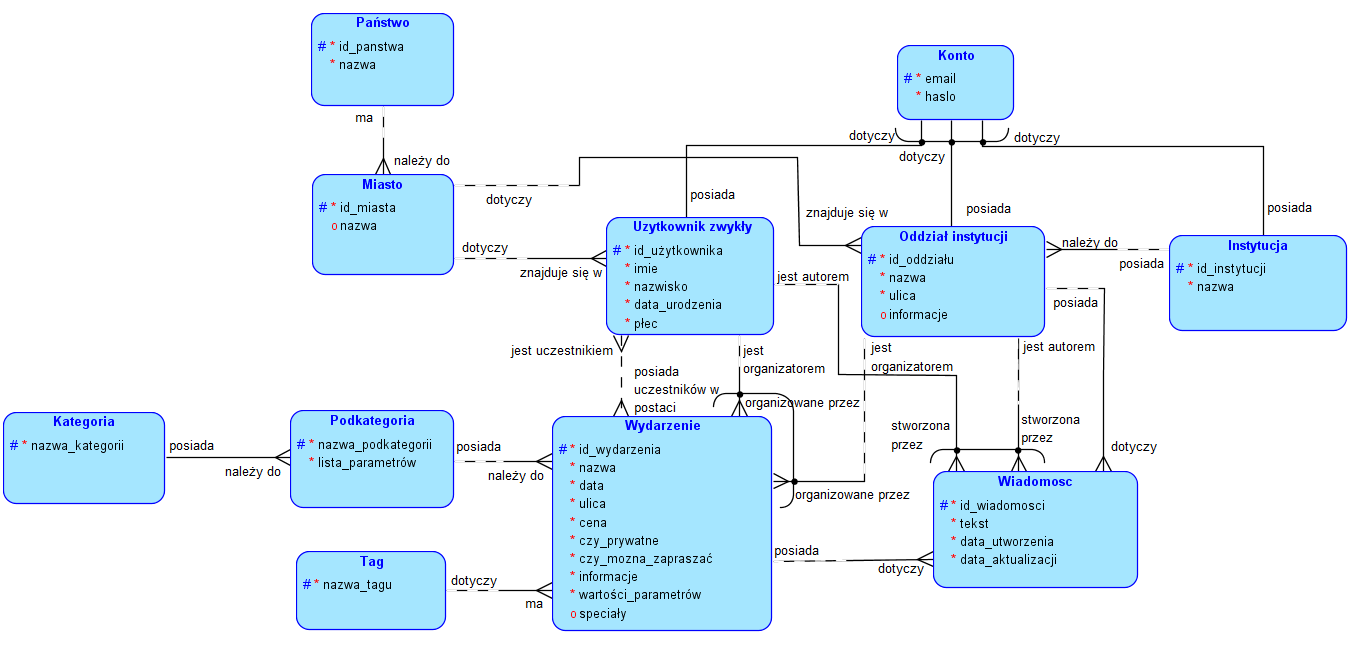 Państwo
# * id_panstwa
* nazwa
ma
należy do
Miasto
# * id_miasta
o nazwa
dotyczy
dotyczy
znajduje się w
znajduje się w
Konto
# * email
* haslo
dotyczy
dotyczy
dotyczy
posiada
posiada
posiada
Uzytkownik zwykły
# * id_użytkownika
* imie
* nazwisko
* data_urodzenia
* płec
Oddział instytucji
# * id_oddziału
* nazwa
* ulica
o informacje
należy do
posiada
Instytucja
# * id_instytucji
* nazwa
jest autorem
posiada
jest uczestnikiem
posiada
uczestników w
postaci
jest
organizatorem
organizowane przez
jest
organizatorem
jest autorem
stworzona
przez
stworzona
przez
dotyczy
Kategoria
# * nazwa_kategorii
posiada
należy do
Podkategoria
# * nazwa_podkategorii
* lista_parametrów
posiada
należy do
Wydarzenie
# * id_wydarzenia
* nazwa
* data
* ulica
* cena
* czy_prywatne
* czy_mozna_zapraszać
* informacje
* wartości_parametrów
o speciały
organizowane przez
posiada
dotyczy
Wiadomosc
# * id_wiadomosci
* tekst
* data_utworzenia
* data_aktualizacji
Tag
# * nazwa_tagu
dotyczy
ma